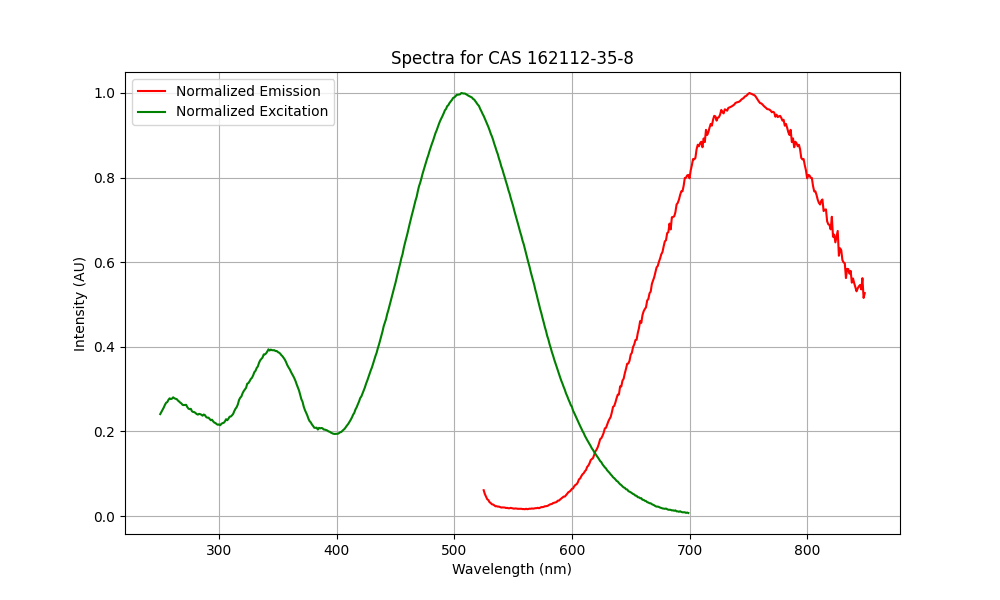 Spectra for CAS 162112-35-8
Normalized Emission
Normalized Excitation
1.0
0.8
0.6
0.4
0.2
0.0
Intensity (AU)
300 400 500 600 700 800
Wavelength (nm)